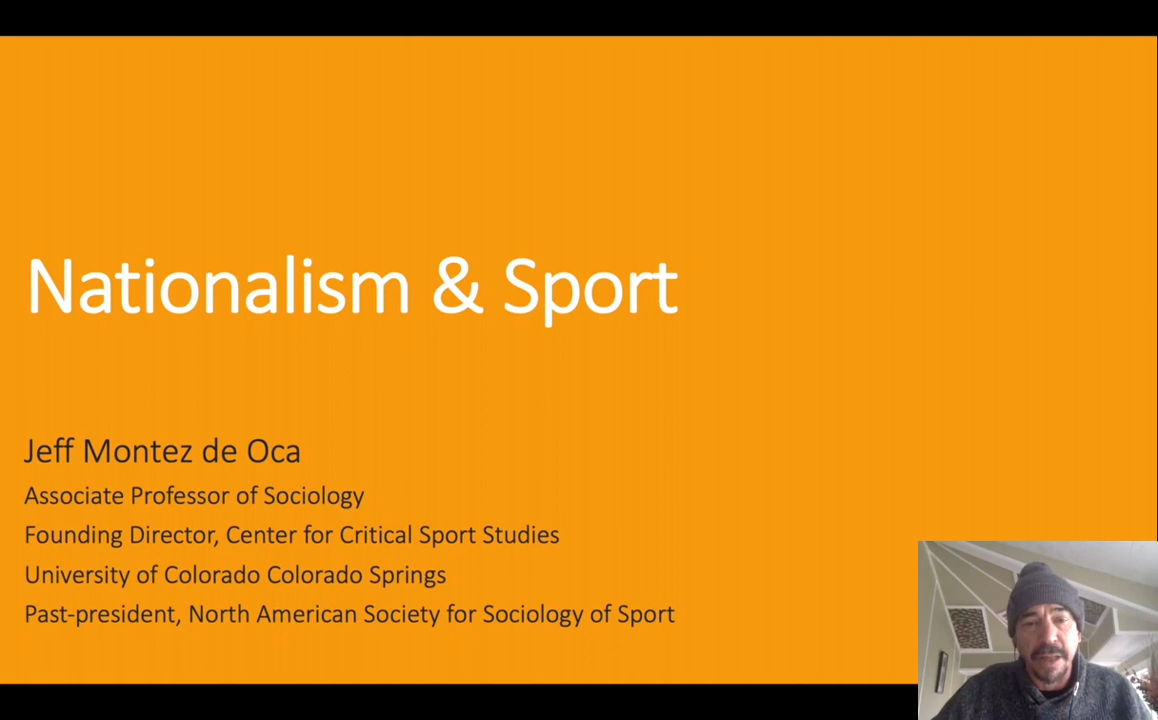 Nationalism & Sport
Jeff Montez de Oca
Associate Professor of Sociology
Founding Director, Center for Critical Sport Studies
University of Colorado Colorado Springs
Past-president, North American Society for Sociology of Sport